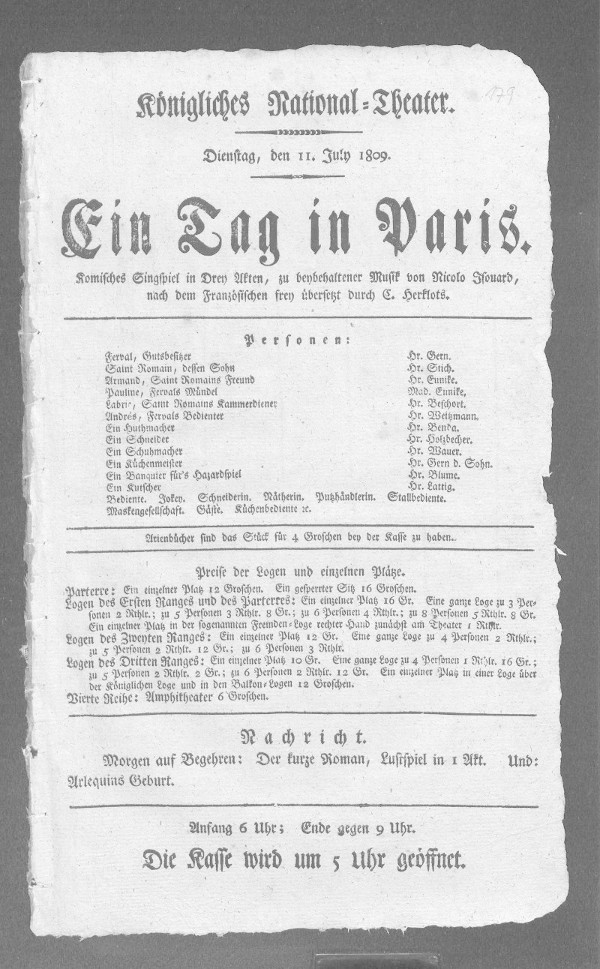 179
Königliches National-Theater.
Dienstag, den 11. July 1809.
Ein Tag in Paris.
Komisches Singspiel in Drey Akten, zu beybehaltener Musik von Nicolo Isouard,
nach dem Französischen frey übersetzt durch C. Herklots.
Personen:
Ferval, Gutsbesitzer Hr. Gern.
Saint Romain, dessen Sohn Hr. Stich.
Armand, Saint Romains Freund Hr. Eunike.
Pauline, Fervals Mündel Mad. Eunike.
Labrie, Saint Romains Kammerdiener Hr. Beschort.
Andrés, Fervals Bedienter Hr. Weitzmann.
Ein Huthmacher Hr. Benda.
Ein Schneider Hr. Holzbecher.
Ein Schuhmacher Hr. Wauer.
Ein Küchenmeister Hr. Gern d. Sohn.
Ein Banquier für's Hazardspiel Hr. Blume.
Ein Kutscher Hr. Lattig.
Bediente. Jokey. Schneiderin. Nätherin. Putzhändlerin. Stallbediente.
Maskengesellschaft. Gäste. Küchenbediente ꝛc.
Arienbücher sind das Stück für 4 Groschen bey der Kasse zu haben.
Preise der Logen und einzelnen Plätze.
Parterre: Ein einzelner Platz 12 Groschen. Ein gesperrter Sitz 16 Groschen.
Logen des Ersten Ranges und des Parterres: Ein einzelner Platz 16 Gr. Eine ganze Loge zu 3 Per-
sonen 2 Rthlr.; zu 5 Personen 3 Rthlr. 8 Gr.; zu 6 Personen 4 Rthlr.; zu 8 Personen 5 Rthlr. 8 Gr.
Ein einzelner Platz in der sogenannten Fremden-Loge rechter Hand zunächst am Theater 1 Rthlr.
Logen des Zweyten Ranges: Ein einzelner Platz 12 Gr. Eine ganze Loge zu 4 Personen 2 Rthlr.;
zu 5 Personen 2 Rthlr. 12 Gr.; zu 6 Personen 3 Rthlr.
Logen des Dritten Ranges: Ein einzelner Platz 10 Gr. Eine ganze Loge zu 4 Personen 1 Rthlr. 16 Gr.;
zu 5 Personen 2 Rthlr. 2 Gr.; zu 6 Personen 2 Rthlr. 12 Gr. Ein einzelner Platz in einer Loge über
der Königlichen Loge und in den Balkon-Logen 12 Groschen.
Vierte Reihe: Amphitheater 6 Groschen.
Nachricht.
Morgen auf Begehren: Der kurze Roman, Lustspiel in 1 Akt. Und:
Arlequins Geburt.
Anfang 6 Uhr; Ende gegen 9 Uhr.
Die Kasse wird um 5 Uhr geöffnet.